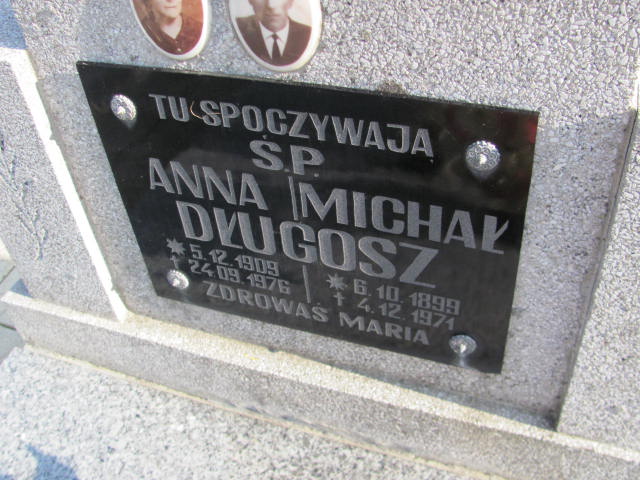 TU SPOCZYWAJĄ
Ś.P.
ANNA MICHAŁ
DŁUGOSZ
5.12.1909 6.10.1899
24.09.1976 4.12.1971
ZDROWAŚ MARIA